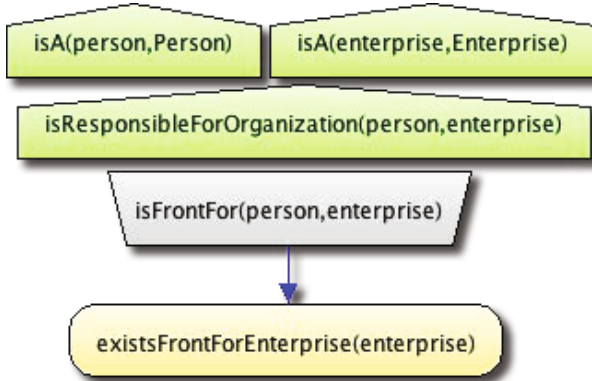 isA(person,Person)
isA(enterprise,Enterprise)
isResponsibleForOrganization(person,enterprise)
isFrontFor(person,enterprise)
existsFrontForEnterprise(enterprise)